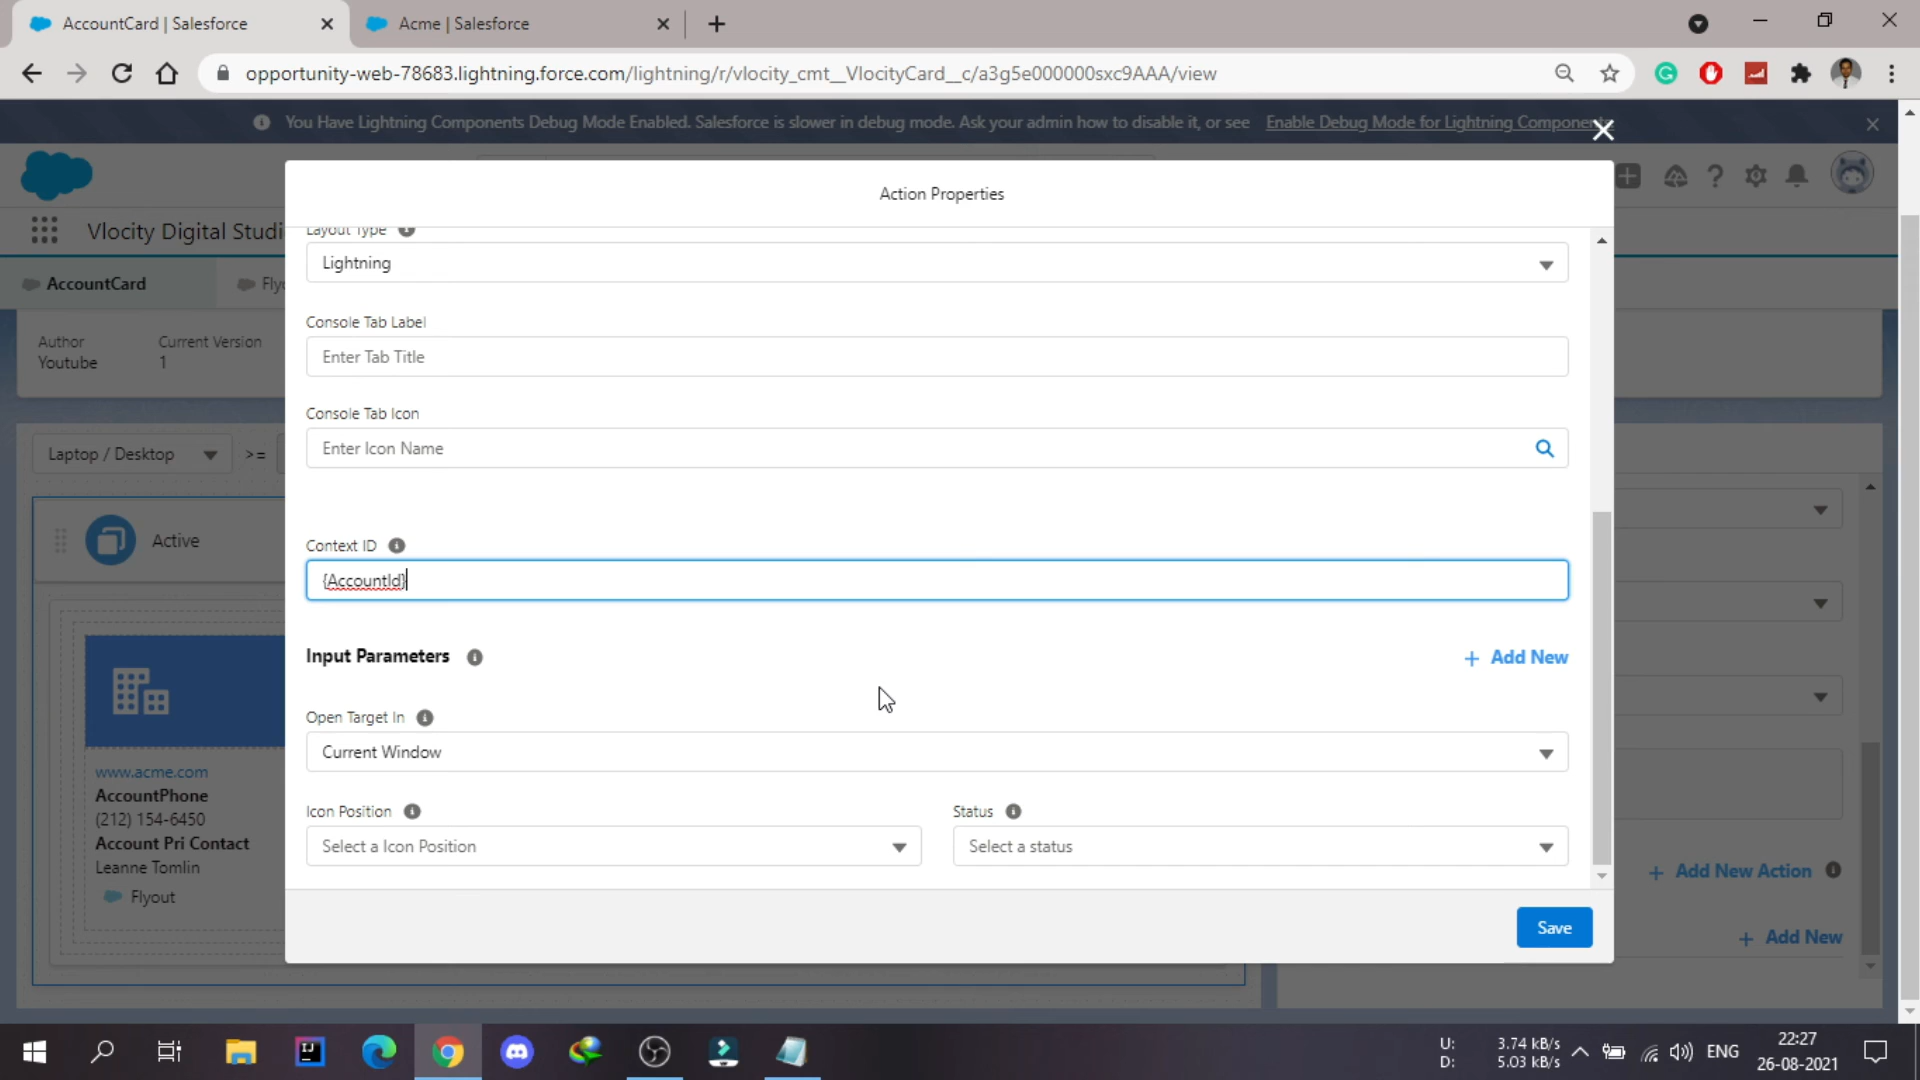 AccountCard | Salesforce
Acme | Salesforce
opportunity-web-78683.lightning.force.com/lightning/r/vlocity_cmt__VlocityCard__c/a3g5e000000sxc9AAA/view
You Have Lightning Components Debug Mode Enabled. Salesforce is slower in debug mode. Ask your admin how to disable it, or see Enable Debug Mode for Lightning Components
Vlocity Digital Studi
Action Properties
AccountCard
Fly
Layout Type
Lightning
Author
Current Version
Youtube
1
Console Tab Label
Enter Tab Title
Console Tab Icon
Enter Icon Name
Laptop / Desktop
>=
Active
Context ID
{AccountId}
Input Parameters
+ Add New
Open Target In
Current Window
www.acme.com
AccountPhone
(212) 154-6450
Account Pri Contact
Leanne Tomlin
Flyout
Icon Position
Status
Select a Icon Position
Select a status
+ Add New Action
+ Add New
Save
U: 3.74 kB/s
D: 5.03 kB/s
ENG
22:27
26-08-2021